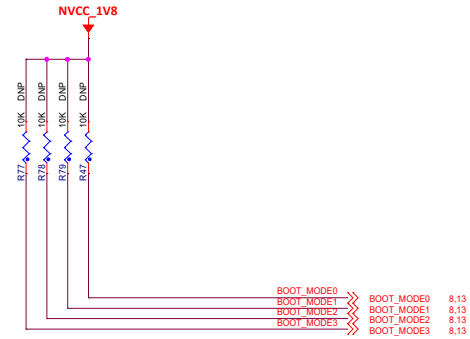 NVCC_1V8
10K DNP
10K DNP
10K DNP
10K DNP
R77
R78
R79
R47
BOOT_MODE0
BOOT_MODE1
BOOT_MODE2
BOOT_MODE3
BOOT_MODE0 8,13
BOOT_MODE1 8,13
BOOT_MODE2 8,13
BOOT_MODE3 8,13